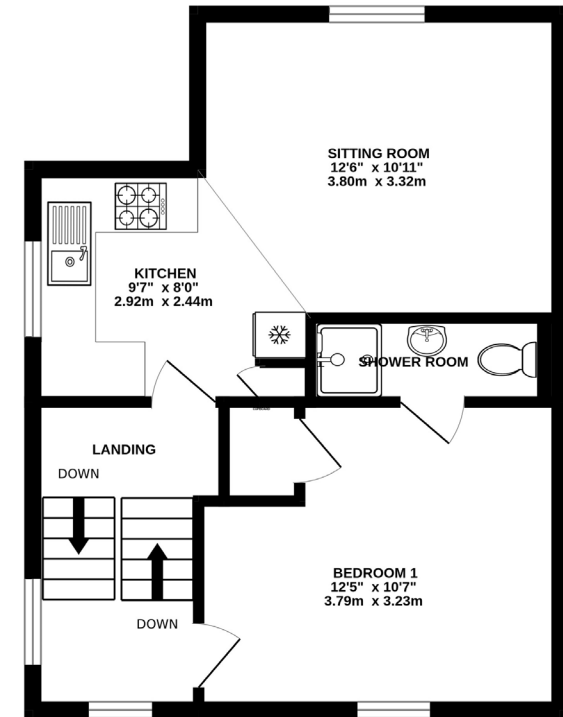 SITTING ROOM
12'6" x 10'11"
3.80m x 3.32m
KITCHEN
9'7" x 8'0"
2.92m x 2.44m
SHOWER ROOM
LANDING
DOWN
BEDROOM 1
12'5" x 10'7"
3.79m x 3.23m
DOWN